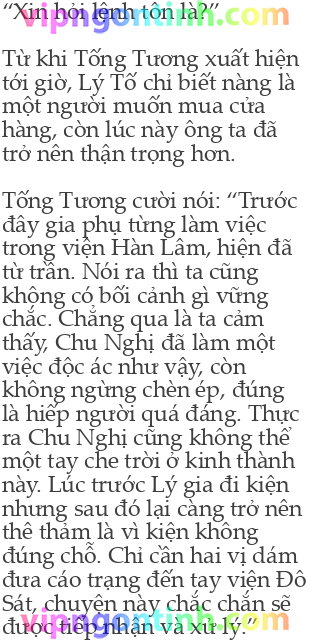 “Xin hỏi lệnh tôn là?”
vipngontinh.com
Từ khi Tống Tương xuất hiện
tới giờ, Lý Tố chỉ biết nàng là
một người muốn mua cửa
hàng, còn lúc này ông ta đã
trở nên thận trọng hơn.
Tống Tương cười nói: “Trước
đây gia phụ từng làm việc
trong viện Hàn Lâm, hiện đã
từ trần. Nói ra thì ta cũng
không có bối cảnh gì vững
chắc. Chẳng qua là ta cảm
thấy, Chu Nghị đã làm một
việc độc ác như vậy, còn
không ngừng chèn ép, đúng
là hiếp người quá đáng. Thực
ra Chu Nghị cũng không thể
một tay che trời ở kinh thành
này. Lúc trước Lý gia đi kiện
nhưng sau đó lại càng trở nên
thê thảm là vì kiện không
đúng chỗ. Chỉ cần hai vị dám
đưa cáo trạng đến tay viện Đô
Sát, chuyện này chắc chắn sẽ
được tiếp nhận và xử lý.”
vipngontinh.com